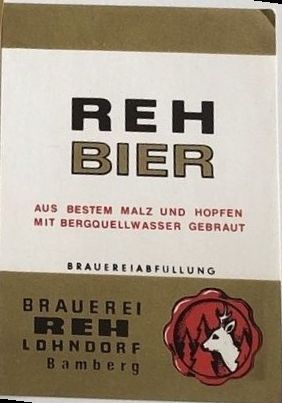 REH
BIER
AUS BESTEM MALZ UND HOPFEN
MIT BERGQUELLWASSER GEBRAUT
BRAUEREIABFÜLLUNG
BRAUEREI
REH
LOHNDORF
Bamberg